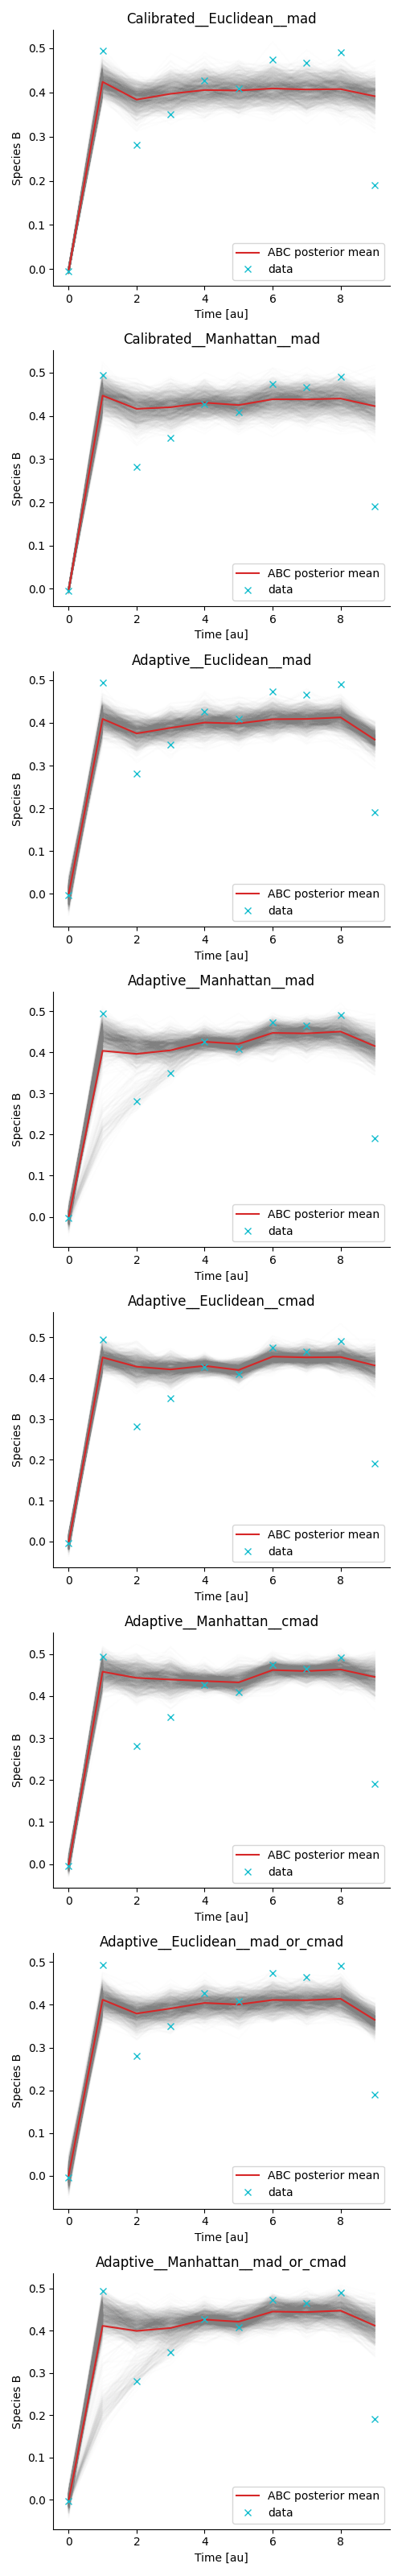 Calibrated__Euclidean__mad
0.5
0.4
0.3
0.2
0.1
0.0
Species B
ABC posterior mean
data
0 2 4 6 8
Time [au]
Calibrated__Manhattan__mad
0.5
0.4
0.3
0.2
0.1
0.0
Species B
ABC posterior mean
data
0 2 4 6 8
Time [au]
Adaptive__Euclidean__mad
0.5
0.4
0.3
0.2
0.1
0.0
Species B
ABC posterior mean
data
0 2 4 6 8
Time [au]
Adaptive__Manhattan__mad
0.5
0.4
0.3
0.2
0.1
0.0
Species B
ABC posterior mean
data
0 2 4 6 8
Time [au]
Adaptive__Euclidean__cmad
0.5
0.4
0.3
0.2
0.1
0.0
Species B
ABC posterior mean
data
0 2 4 6 8
Time [au]
Adaptive__Manhattan__cmad
0.5
0.4
0.3
0.2
0.1
0.0
Species B
ABC posterior mean
data
0 2 4 6 8
Time [au]
Adaptive__Euclidean__mad_or_cmad
0.5
0.4
0.3
0.2
0.1
0.0
Species B
ABC posterior mean
data
0 2 4 6 8
Time [au]
Adaptive__Manhattan__mad_or_cmad
0.5
0.4
0.3
0.2
0.1
0.0
Species B
ABC posterior mean
data
0 2 4 6 8
Time [au]